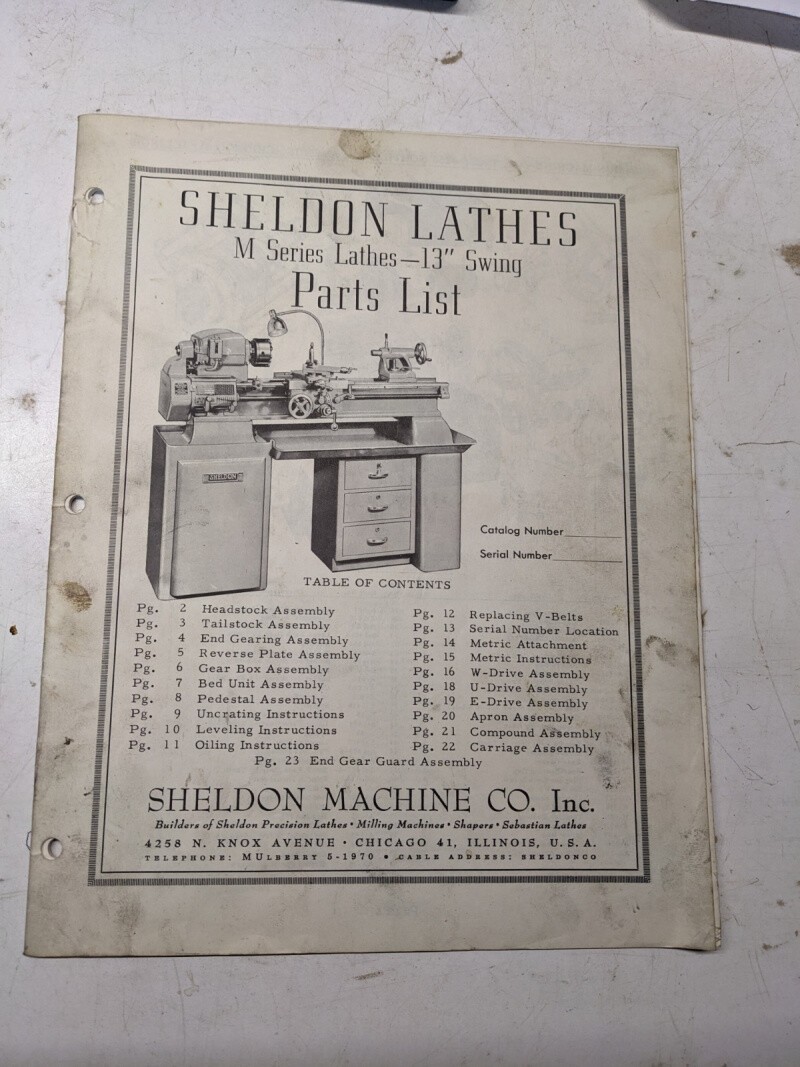 SHELDON LATHES
M Series Lathes—13" Swing
Parts List
SHELDON
Catalog Number
Serial Number
TABLE OF CONTENTS
Pg. 2 Headstock Assembly
Pg. 3 Tailstock Assembly
Pg. 4 End Gearing Assembly
Pg. 5 Reverse Plate Assembly
Pg. 6 Gear Box Assembly
Pg. 7 Bed Unit Assembly
Pg. 8 Pedestal Assembly
Pg. 9 Uncrating Instructions
Pg. 10 Leveling Instructions
Pg. 11 Oiling Instructions
Pg. 12 Replacing V-Belts
Pg. 13 Serial Number Location
Pg. 14 Metric Attachment
Pg. 15 Metric Instructions
Pg. 16 W-Drive Assembly
Pg. 18 U-Drive Assembly
Pg. 19 E-Drive Assembly
Pg. 20 Apron Assembly
Pg. 21 Compound Assembly
Pg. 22 Carriage Assembly
Pg. 23 End Gear Guard Assembly
SHELDON MACHINE CO. Inc.
Builders of Sheldon Precision Lathes • Milling Machines • Shapers • Sebastian Lathes
4258 N. KNOX AVENUE • CHICAGO 41, ILLINOIS, U.S.A.
TELEPHONE: MULBERRY 5-1970 • CABLE ADDRESS: SHELDONCO